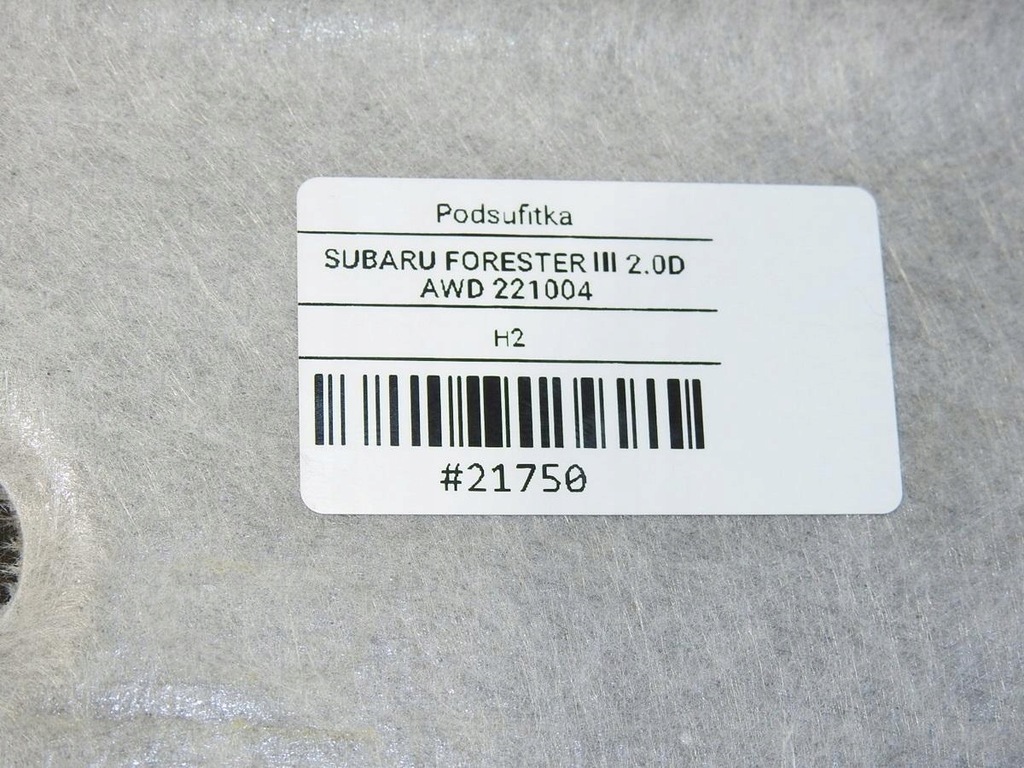 Podsufitka
SUBARU FORESTER III 2.0D
AWD 221004
H2
#21750